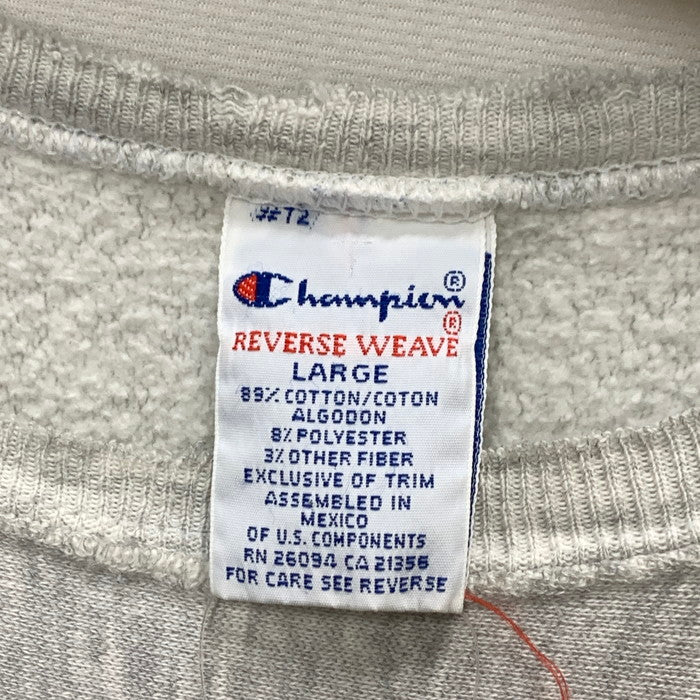 #T2
Champion®
REVERSE WEAVE®
LARGE
89% COTTON/COTON
ALGODON
8% POLYESTER
3% OTHER FIBER
EXCLUSIVE OF TRIM
ASSEMBLED IN
MEXICO
OF U.S. COMPONENTS
RN 26094 CA 21356
FOR CARE SEE REVERSE